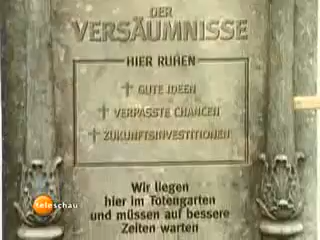 DER
VERSÄUMNISSE
HIER RUHEN
† GUTE IDEEN
† VERPASSTE CHANCEN
† ZUKUNFTSINVESTITIONEN
Wir liegen
hier im Totengarten
und müssen auf bessere
Zeiten warten
teleschau